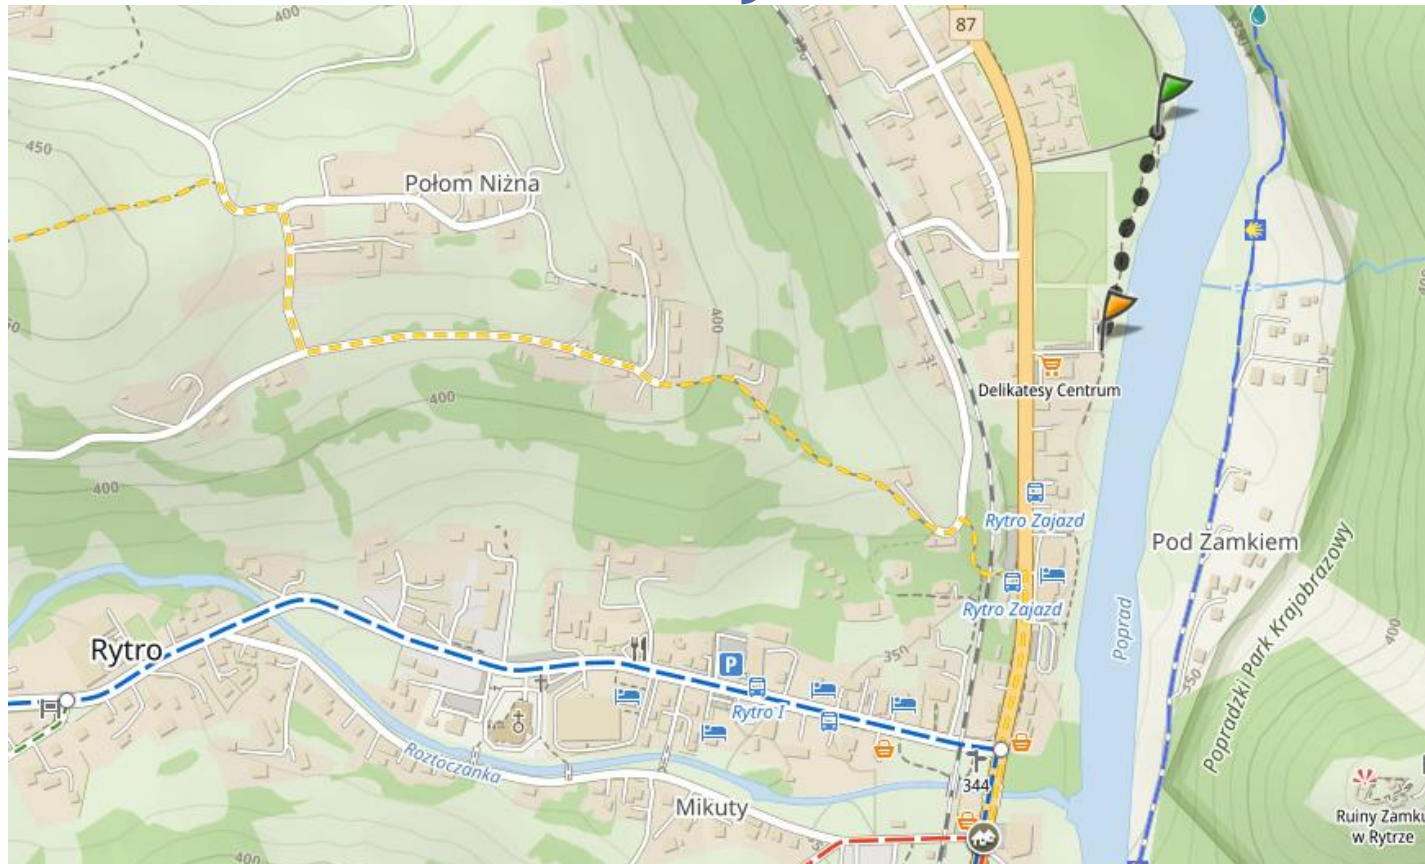 400
87
450
Połom Niżna
400
Delikatesy Centrum
400
400
Rytro Zajazd
Pod Zamkiem
Rytro Zajazd
Poprad
Popradzki Park Krajobrazowy
400
Rytro
350
P
350
Rytro I
Roztoczanka
344
Mikuty
Ruiny Zamku
w Rytrze
400